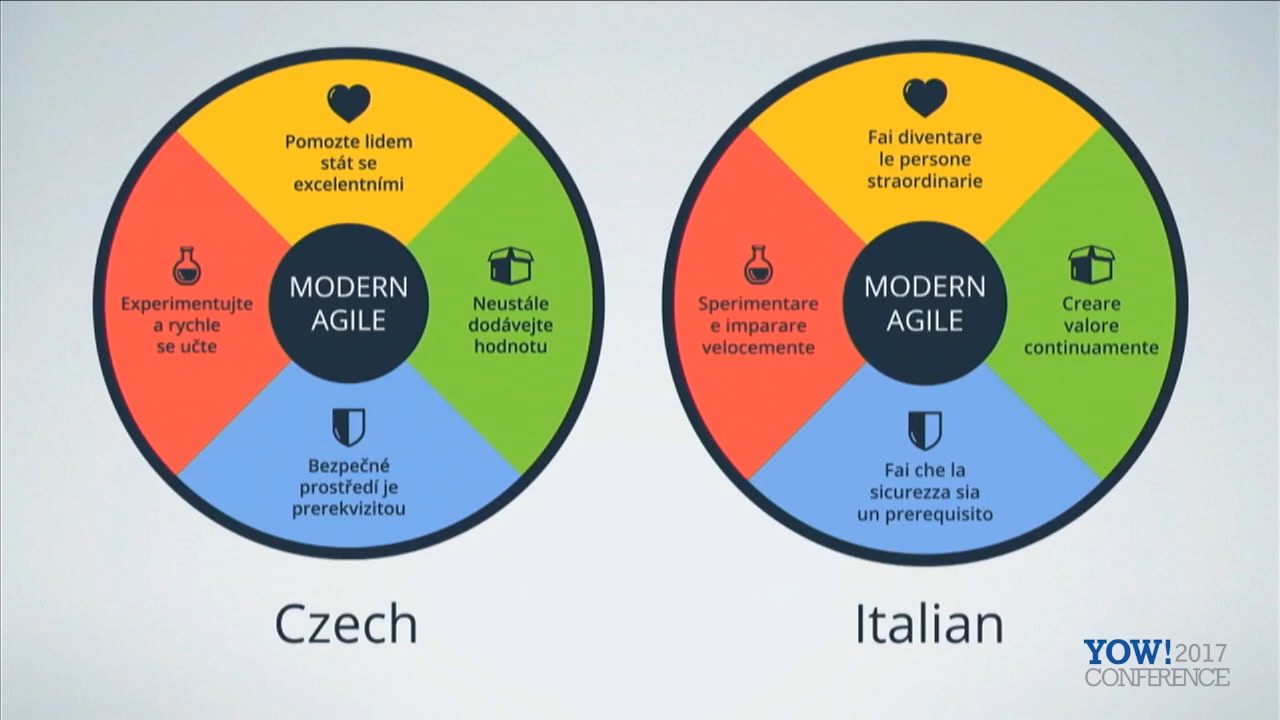 Pomozte lidem
stát se
excelentními
Experimentujte
a rychle
se učte
MODERN
AGILE
Neustále
dodávejte
hodnotu
Bezpečné
prostředí je
prerekvizitou
Czech
Fai diventare
le persone
straordinarie
Sperimentare
e imparare
velocemente
MODERN
AGILE
Creare
valore
continuamente
Fai che la
sicurezza sia
un prerequisito
Italian
YOW! 2017
CONFERENCE